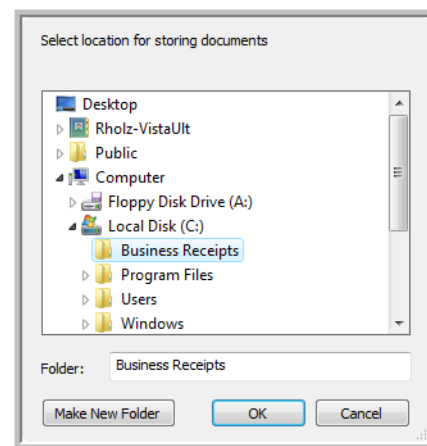 Select location for storing documents
Desktop
Rholz-VistaUlt
Public
Computer
Floppy Disk Drive (A:)
Local Disk (C:)
Business Receipts
Program Files
Users
Windows
Folder: Business Receipts
Make New Folder OK Cancel